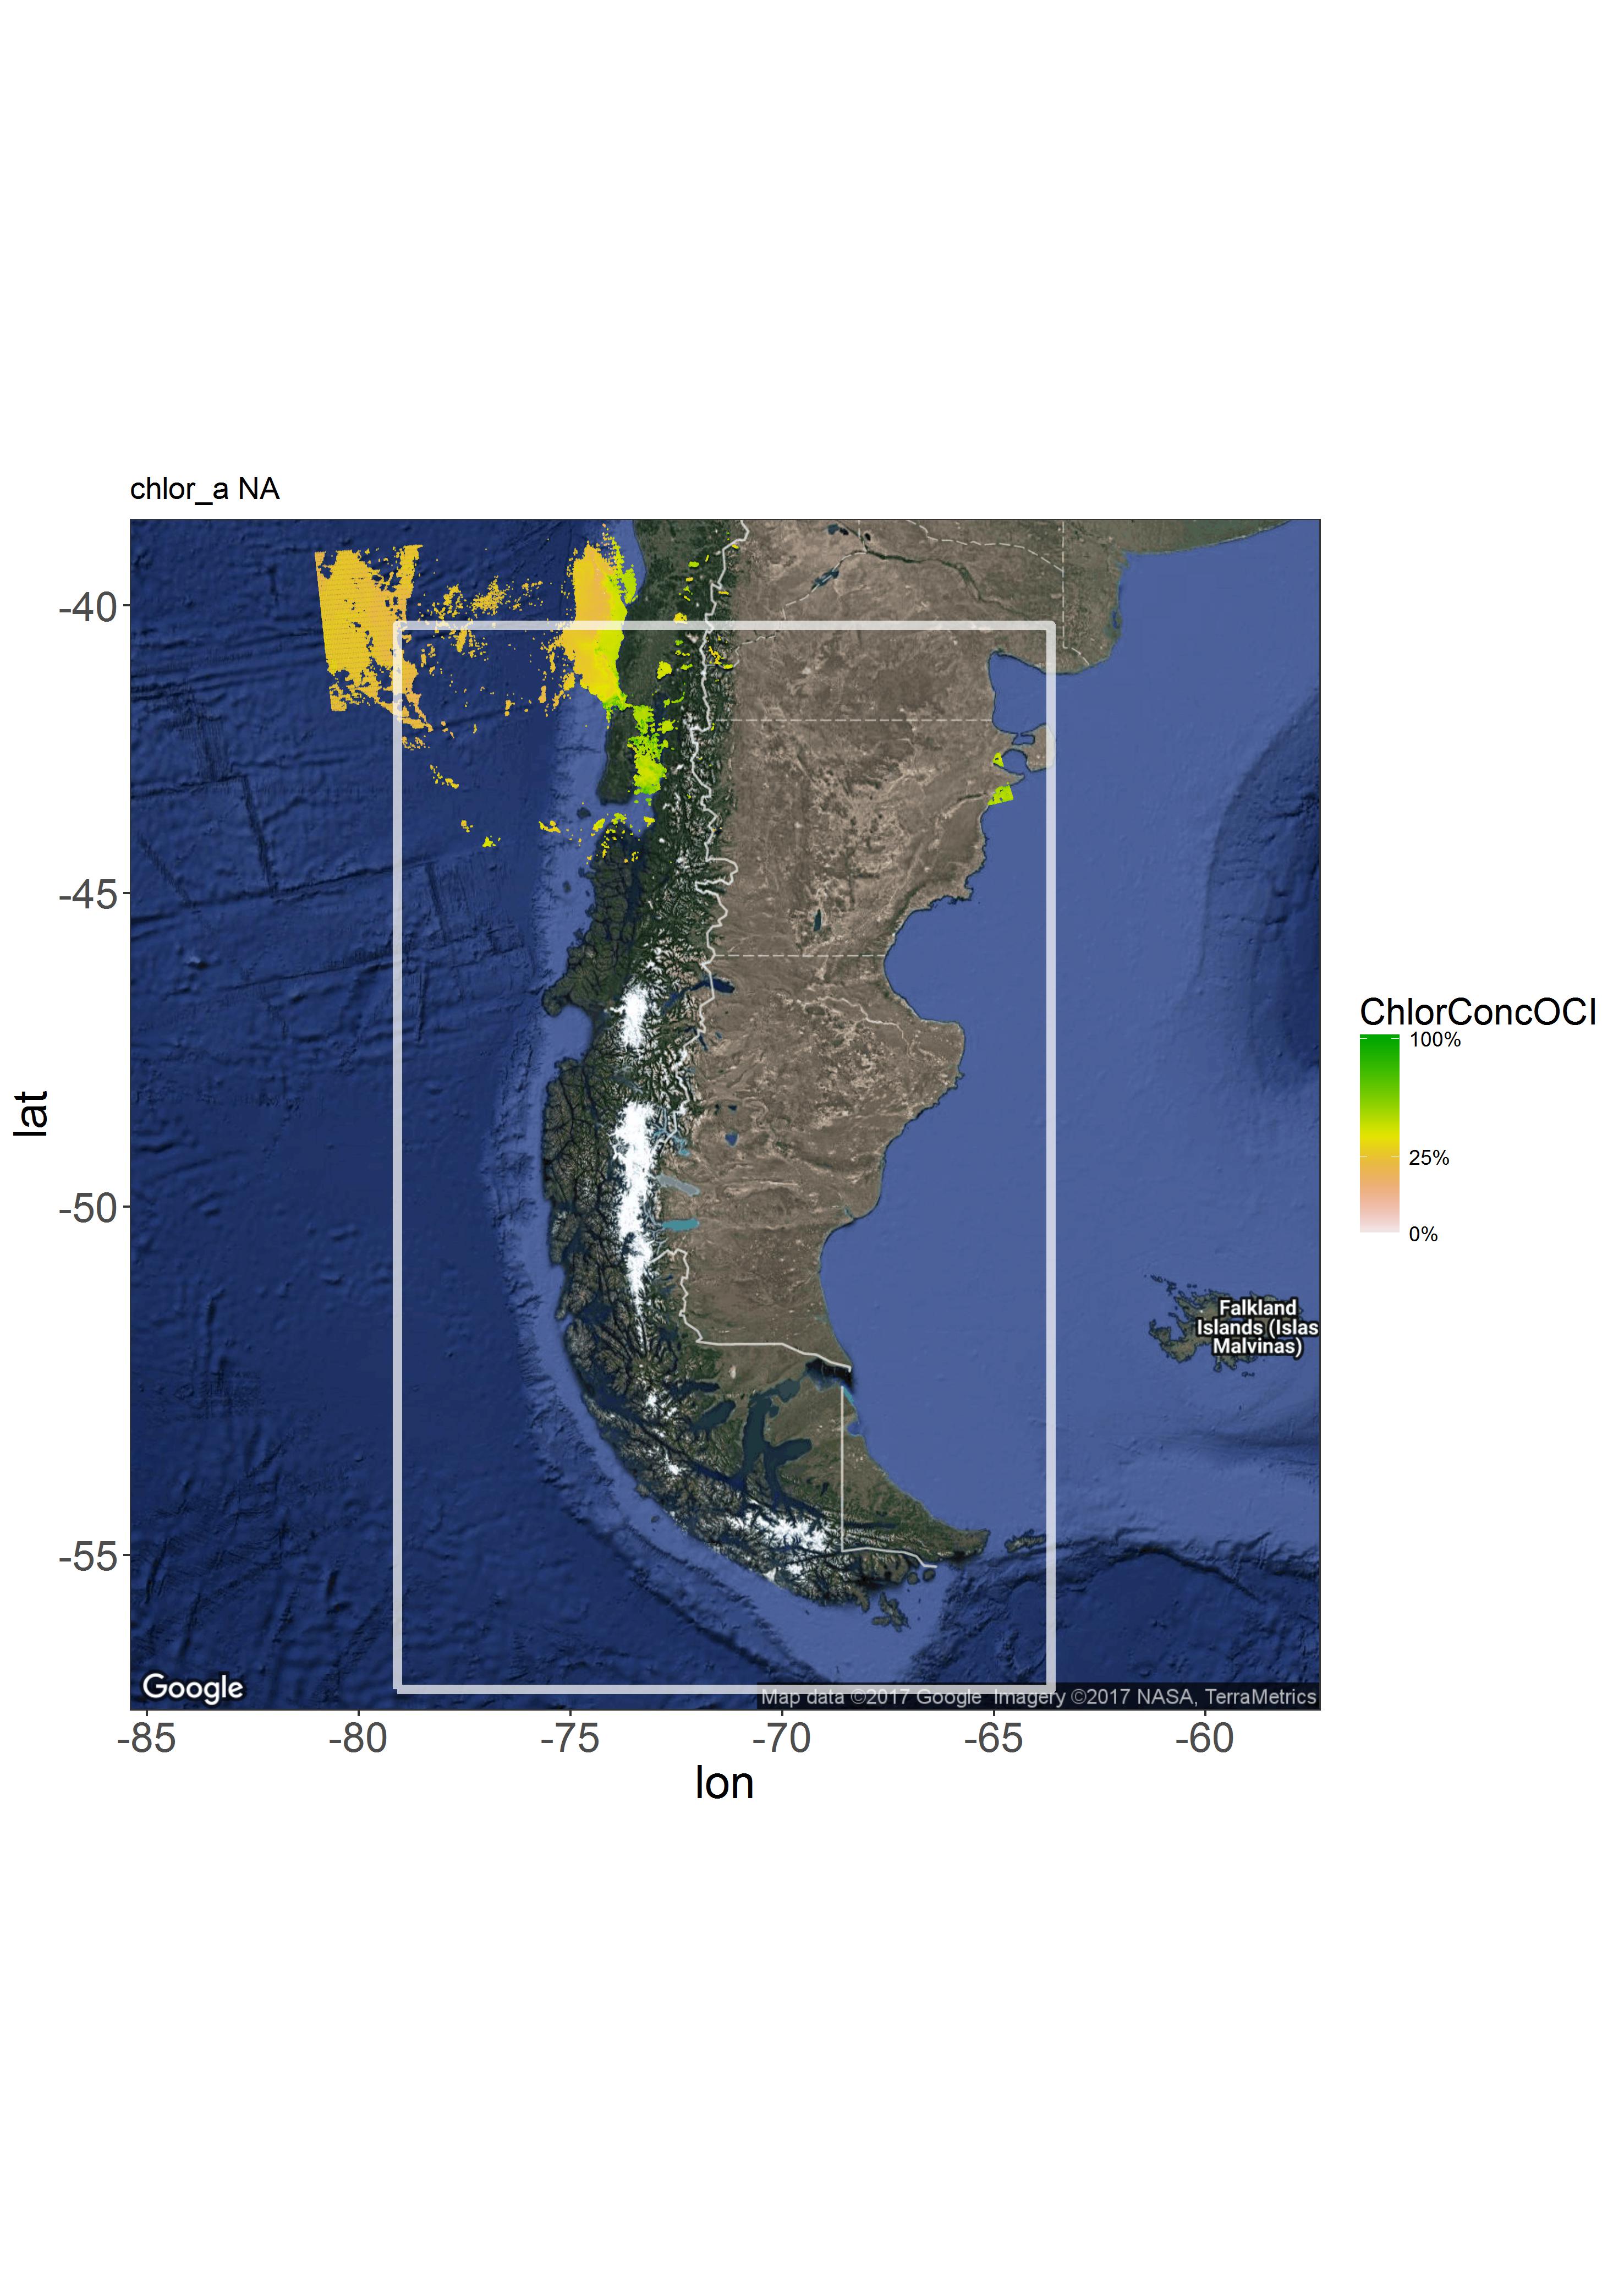 chlor_a NA
-40
-45
-50
-55
lat
-85
-80
-75
-70
-65
-60
lon
ChlorConcOCI
100%
25%
0%
Falkland
Islands (Islas
Malvinas)
Google
Map data ©2017 Google Imagery ©2017 NASA, TerraMetrics